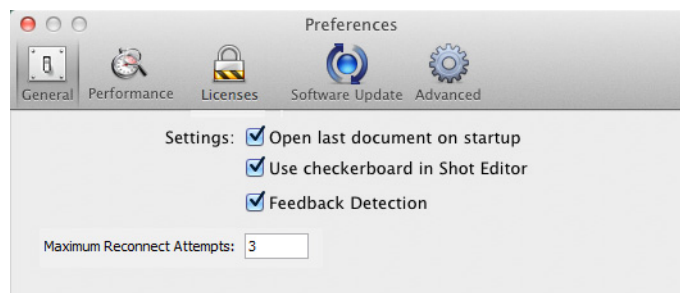 Preferences
General Performance Licenses Software Update Advanced
Settings: Open last document on startup
Use checkerboard in Shot Editor
Feedback Detection
Maximum Reconnect Attempts: 3